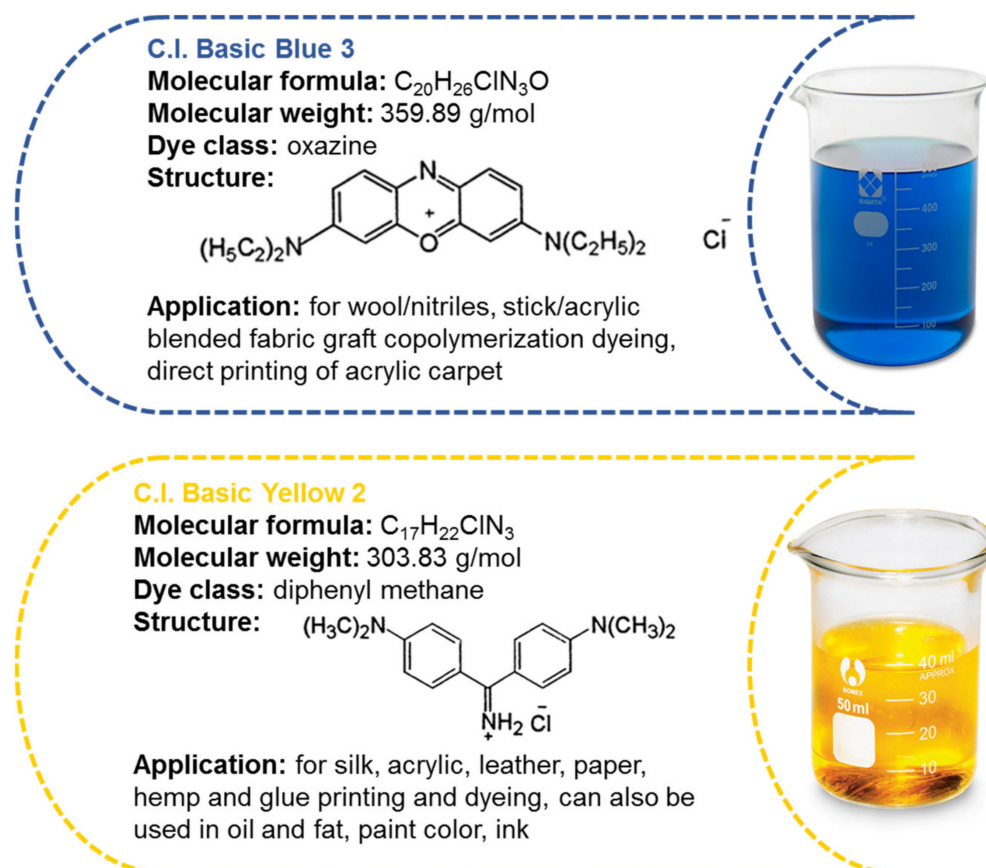 C.I. Basic Blue 3
Molecular formula: C₂₀H₂₆ClN₃O
Molecular weight: 359.89 g/mol
Dye class: oxazine
Structure:
N
+
O
(H₅C₂)₂N
N(C₂H₅)₂
Cl⁻
Application: for wool/nitriles, stick/acrylic
blended fabric graft copolymerization dyeing,
direct printing of acrylic carpet
500
SIBATA
400
300
200
100
C.I. Basic Yellow 2
Molecular formula: C₁₇H₂₂ClN₃
Molecular weight: 303.83 g/mol
Dye class: diphenyl methane
Structure:
(H₃C)₂N
N(CH₃)₂
NH₂ Cl⁻
+
Application: for silk, acrylic, leather, paper,
hemp and glue printing and dyeing, can also be
used in oil and fat, paint color, ink
40 ml
APPROX
BOMEX
50 ml
30
20
10